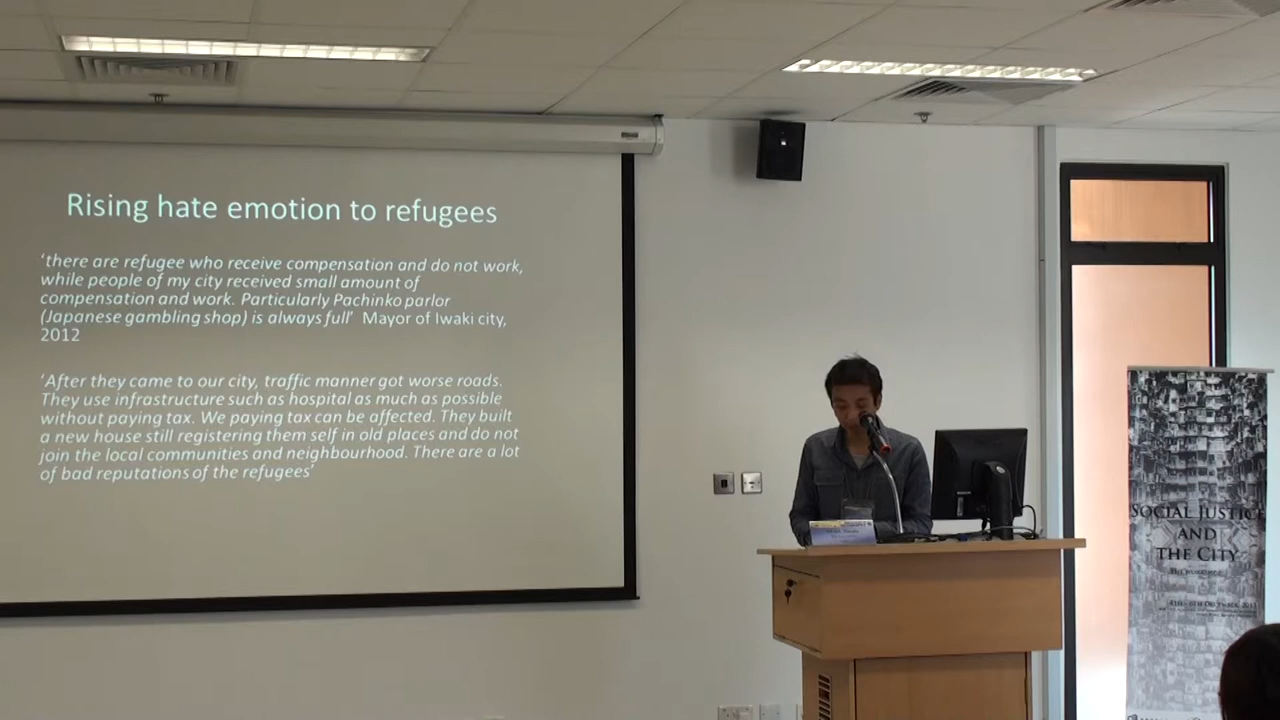 Rising hate emotion to refugees
‘there are refugee who receive compensation and do not work,
while people of my city received small amount of
compensation and work. Particularly Pachinko parlor
(Japanese gambling shop) is always full’ Mayor of Iwaki city,
2012
‘After they came to our city, traffic manner got worse roads.
They use infrastructure such as hospital as much as possible
without paying tax. We paying tax can be affected. They built
a new house still registering them self in old places and do not
join the local communities and neighbourhood. There are a lot
of bad reputations of the refugees’
SOCIAL JUSTICE
AND
THE CITY
DECEMBER, 2013